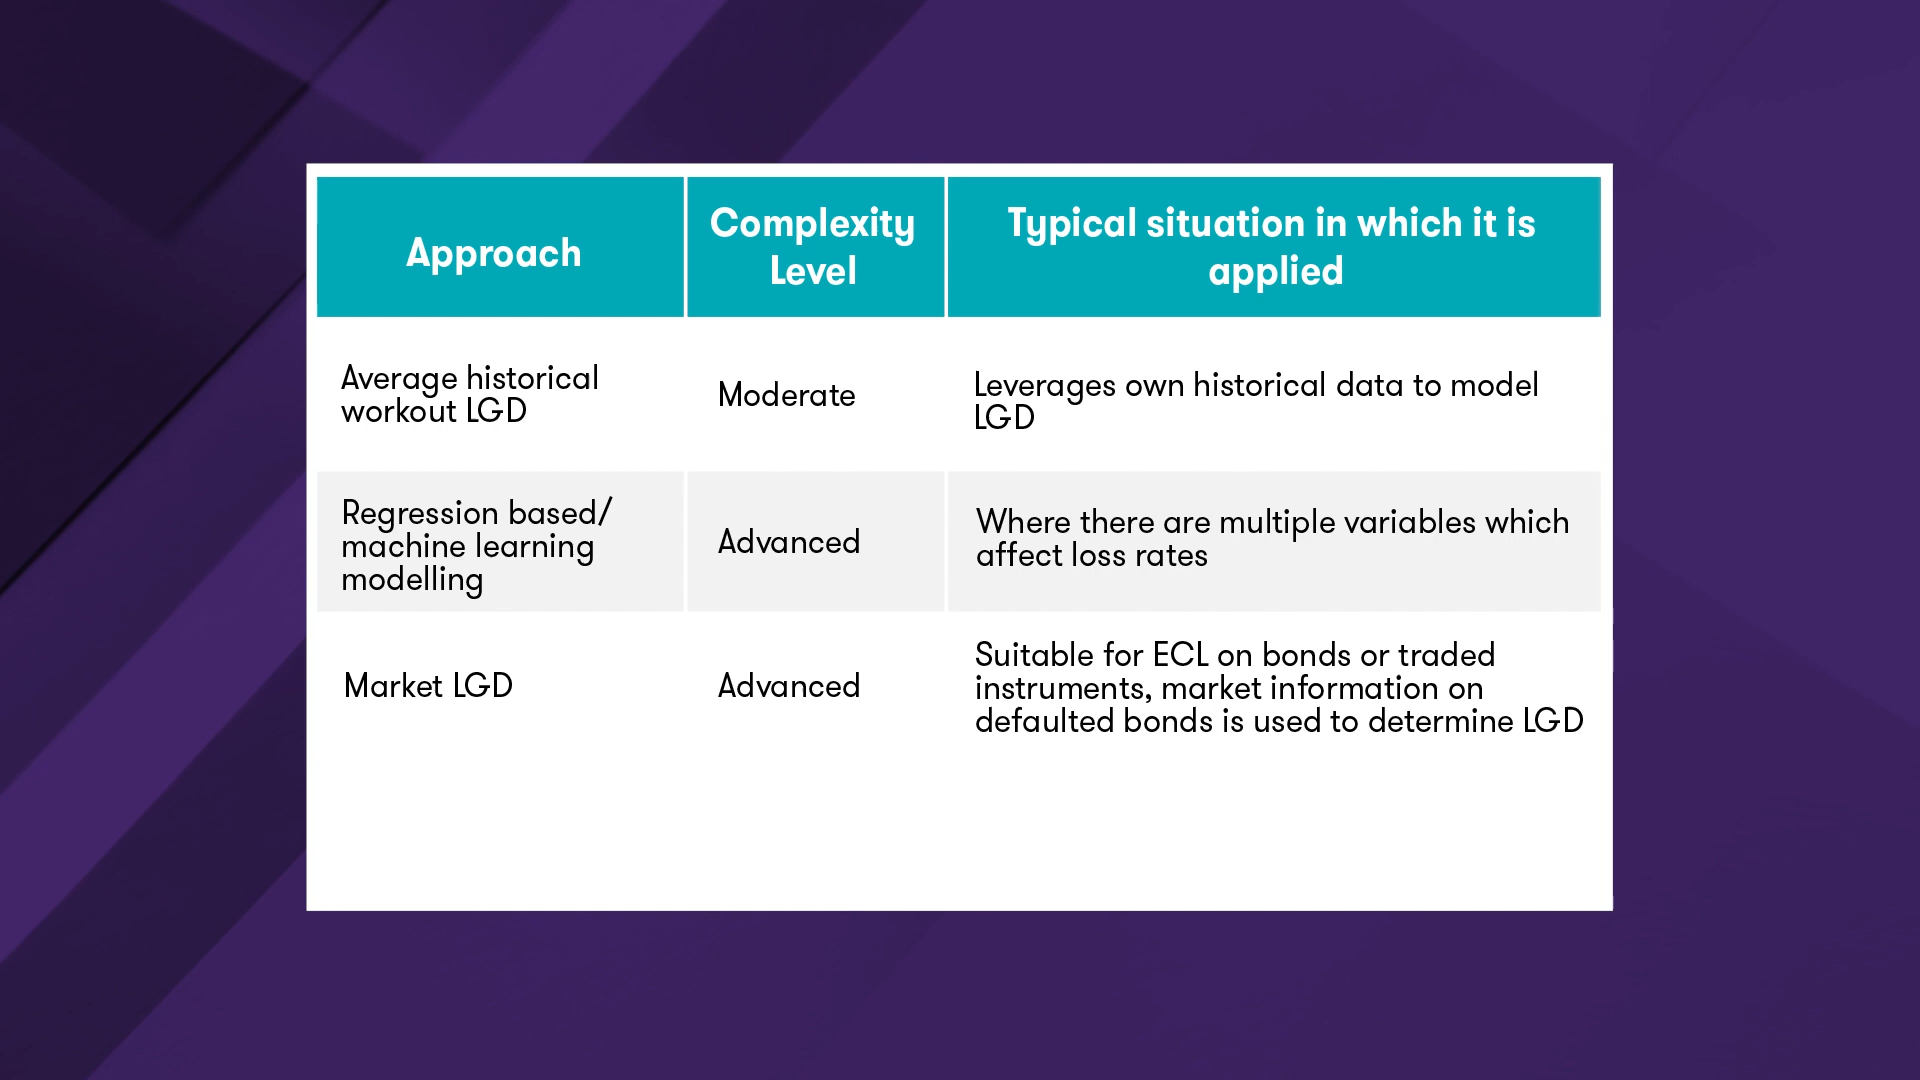 Approach
Complexity
Level
Typical situation in which it is
applied
Average historical
workout LGD
Moderate
Leverages own historical data to model
LGD
Regression based/
machine learning
modelling
Advanced
Where there are multiple variables which
affect loss rates
Market LGD
Advanced
Suitable for ECL on bonds or traded
instruments, market information on
defaulted bonds is used to determine LGD